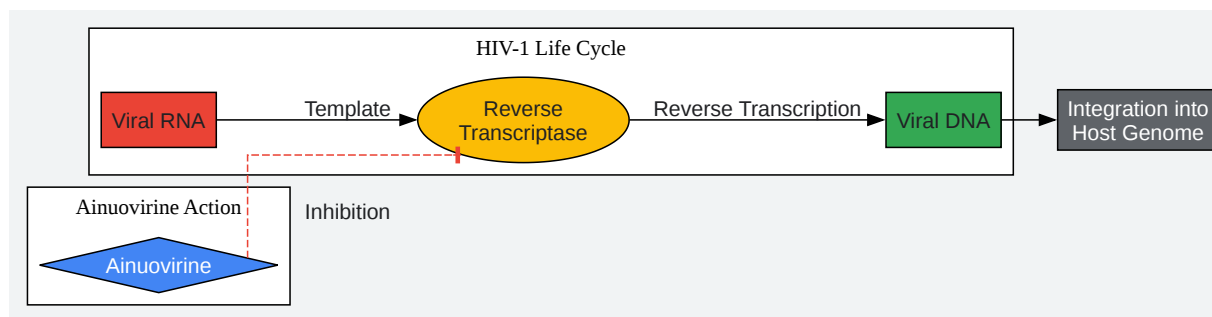 HIV-1 Life Cycle
Viral RNA
Template
Reverse
Transcriptase
Reverse Transcription
Viral DNA
Integration into
Host Genome
Ainuovirine Action
Inhibition
Ainuovirine